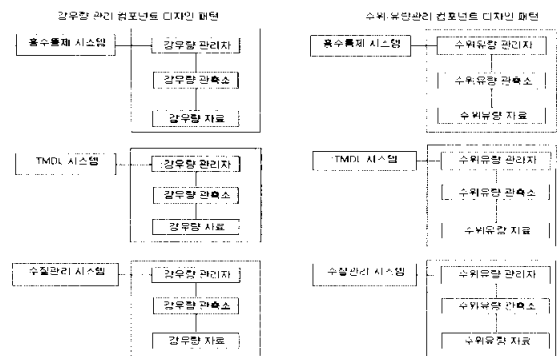 강우량 관리 컴포넌트 디자인 패턴
홍수통제 시스템
강우량 관리자
강우량 관측소
강우량 자료
TMDL 시스템
강우량 관리자
강우량 관측소
강우량 자료
수질관리 시스템
강우량 관리자
강우량 관측소
강우량 자료
수위·유량관리 컴포넌트 디자인 패턴
홍수통제 시스템
수위유량 관리자
수위유량 관측소
수위유량 자료
TMDL 시스템
수위유량 관리자
수위유량 관측소
수위유량 자료
수질관리 시스템
수위유량 관리자
수위유량 관측소
수위유량 자료